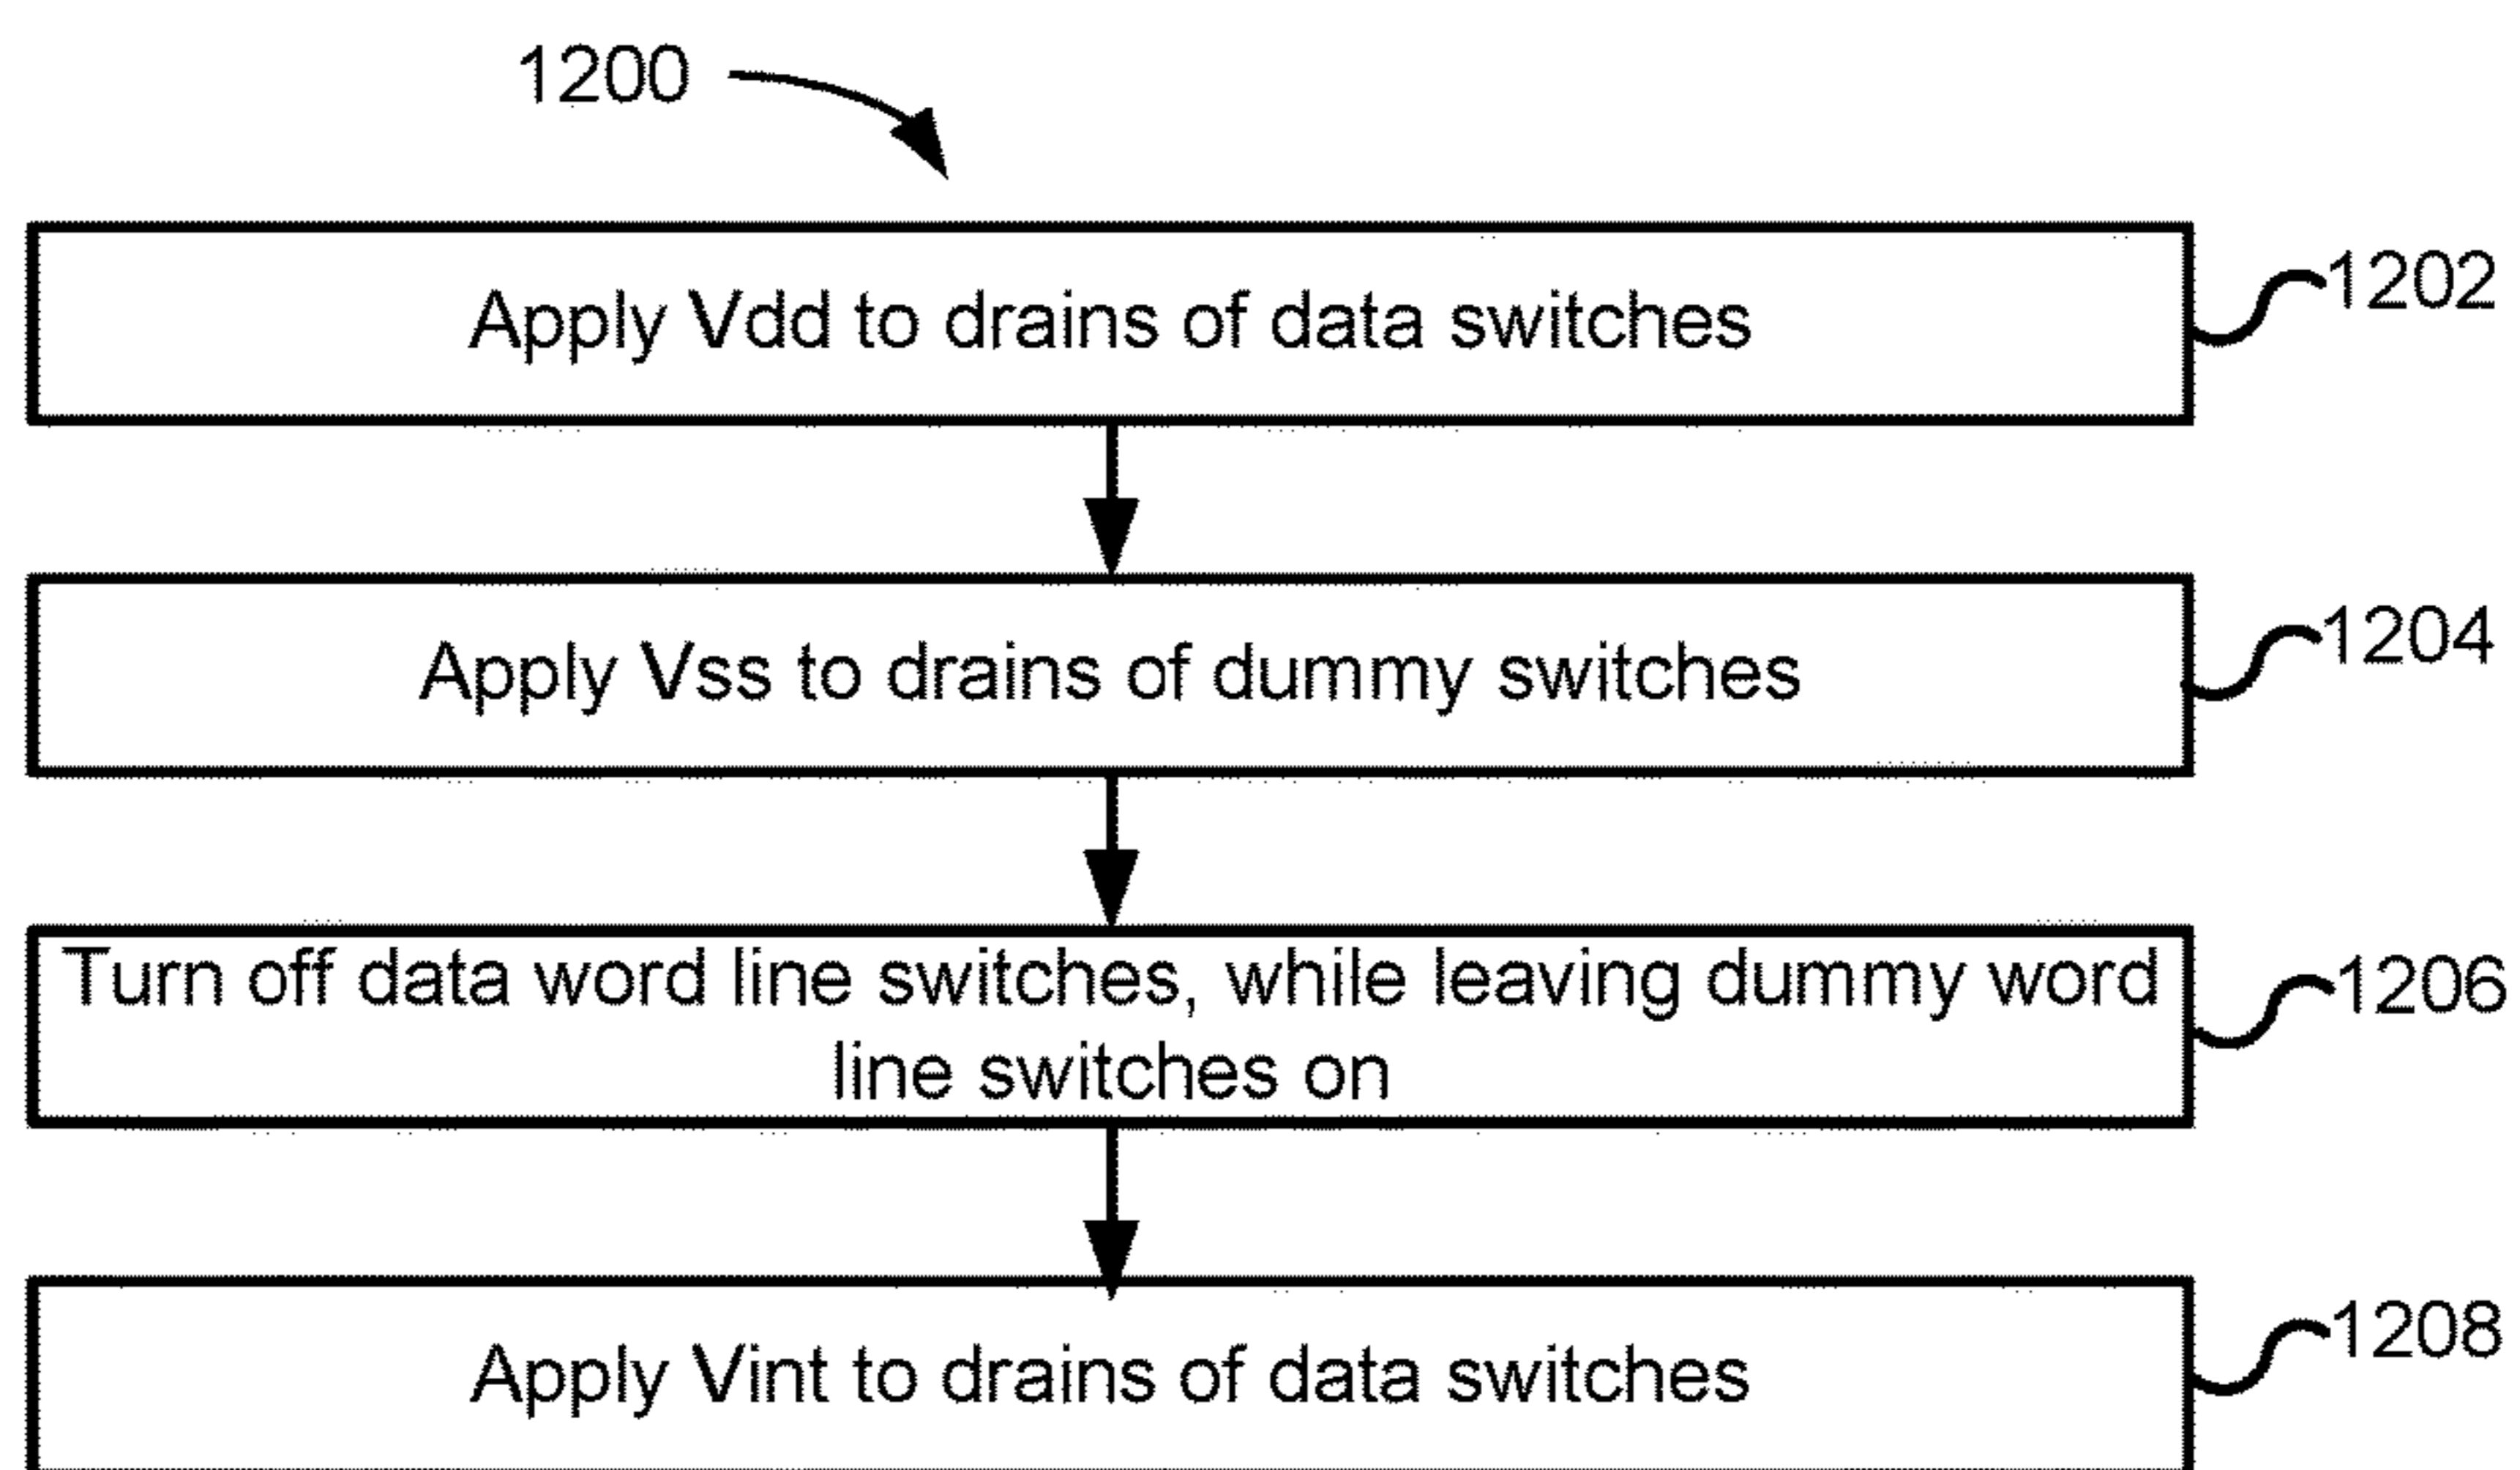 1200
Apply Vdd to drains of data switches
1202
Apply Vss to drains of dummy switches
1204
Turn off data word line switches, while leaving dummy word
line switches on
1206
Apply Vint to drains of data switches
1208